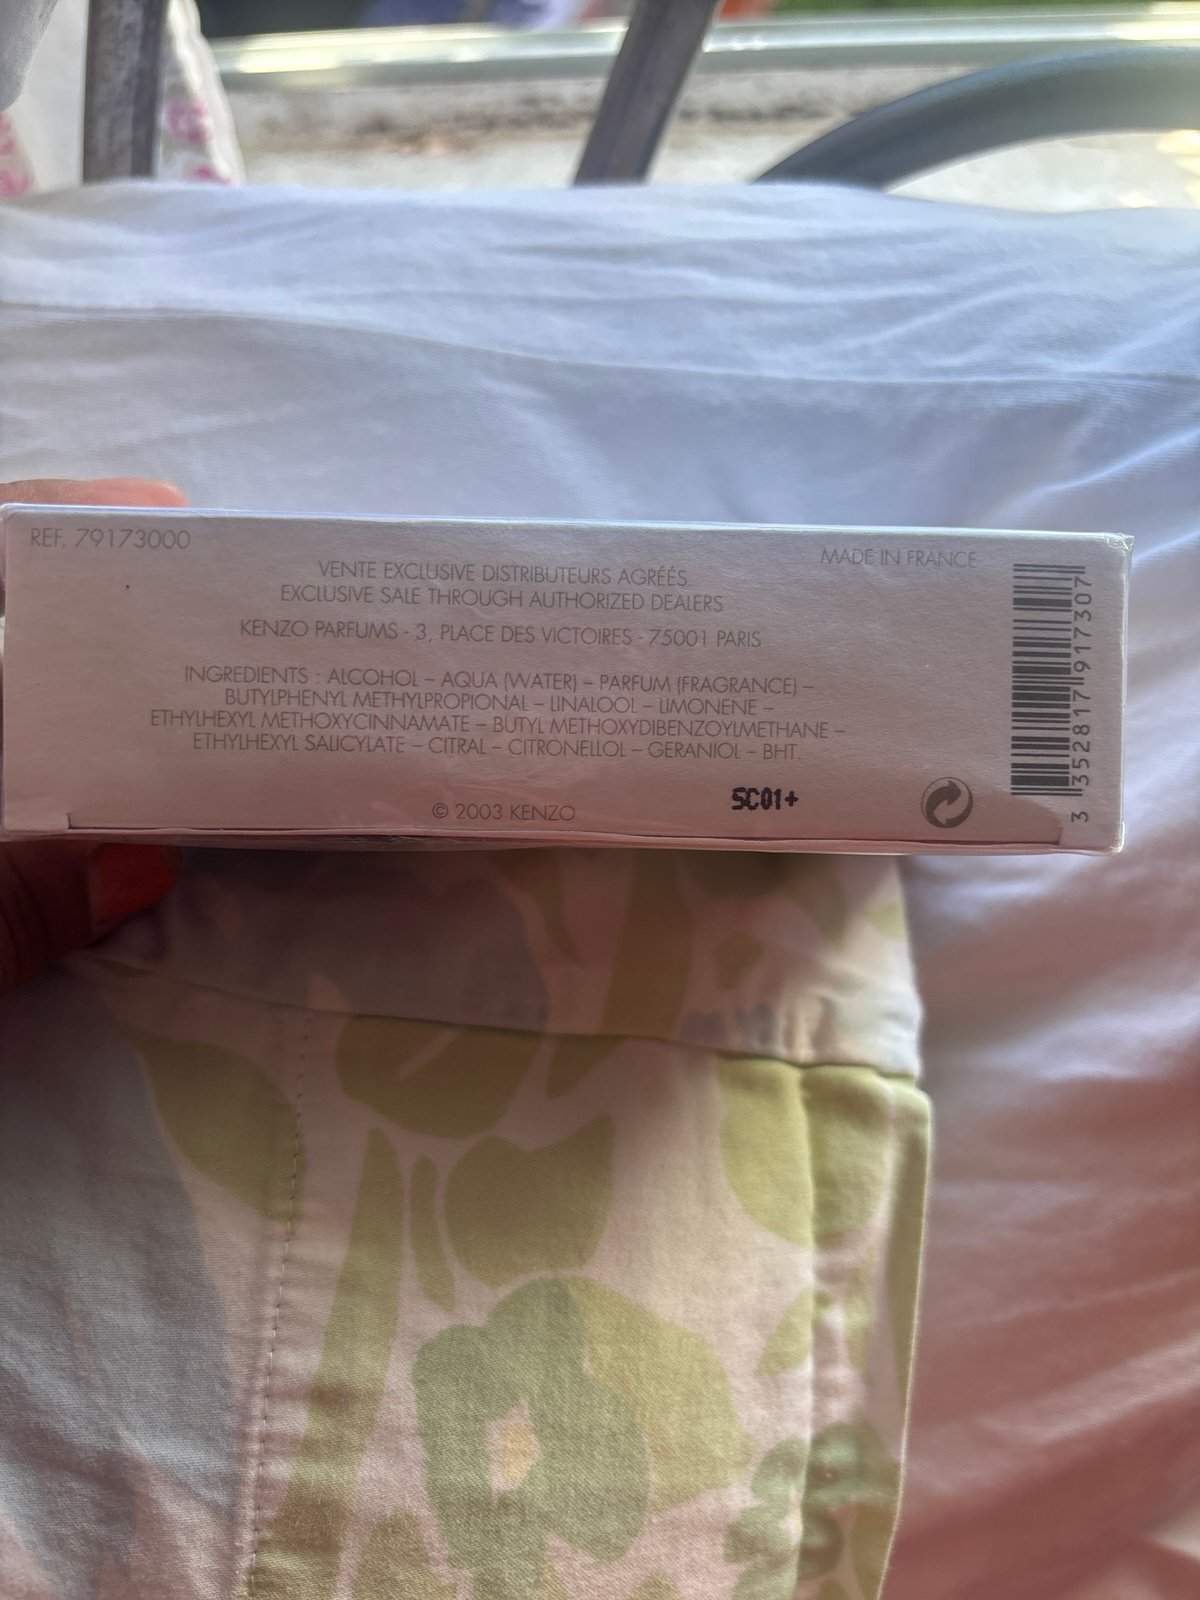 REF. 79173000
MADE IN FRANCE
VENTE EXCLUSIVE DISTRIBUTEURS AGRÉÉS
EXCLUSIVE SALE THROUGH AUTHORIZED DEALERS
KENZO PARFUMS - 3, PLACE DES VICTOIRES - 75001 PARIS
INGREDIENTS : ALCOHOL – AQUA (WATER) – PARFUM (FRAGRANCE) –
BUTYLPHENYL METHYLPROPIONAL – LINALOOL – LIMONENE –
ETHYLHEXYL METHOXYCINNAMATE – BUTYL METHOXYDIBENZOYLMETHANE –
ETHYLHEXYL SALICYLATE – CITRAL – CITRONELLOL – GERANIOL – BHT.
5C01+
© 2003 KENZO
3 352817 917307